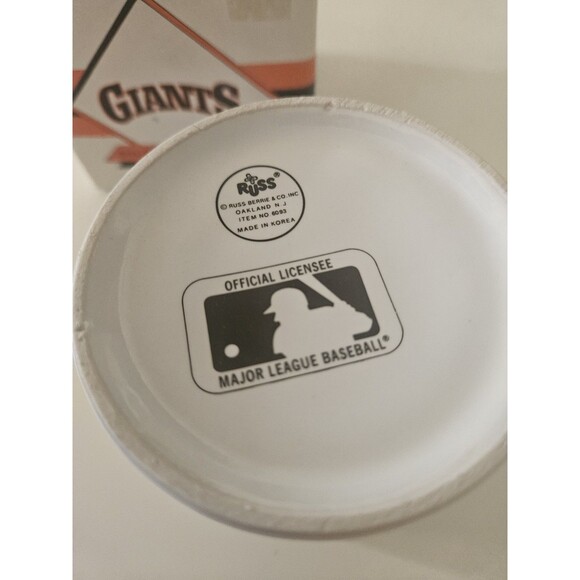 GIANTS
RUSS®
© RUSS BERRIE & CO. INC
OAKLAND N.J
ITEM NO 6093
MADE IN KOREA
OFFICIAL LICENSEE
MAJOR LEAGUE BASEBALL®